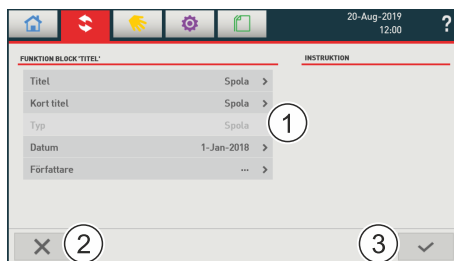 20-Aug-2019
12:00
?
FUNKTION BLOCK 'TITEL'
INSTRUKTION
Titel Spola >
Kort titel Spola >
Typ Spola
Datum 1-Jan-2018 >
Författare ... >
1
2
3